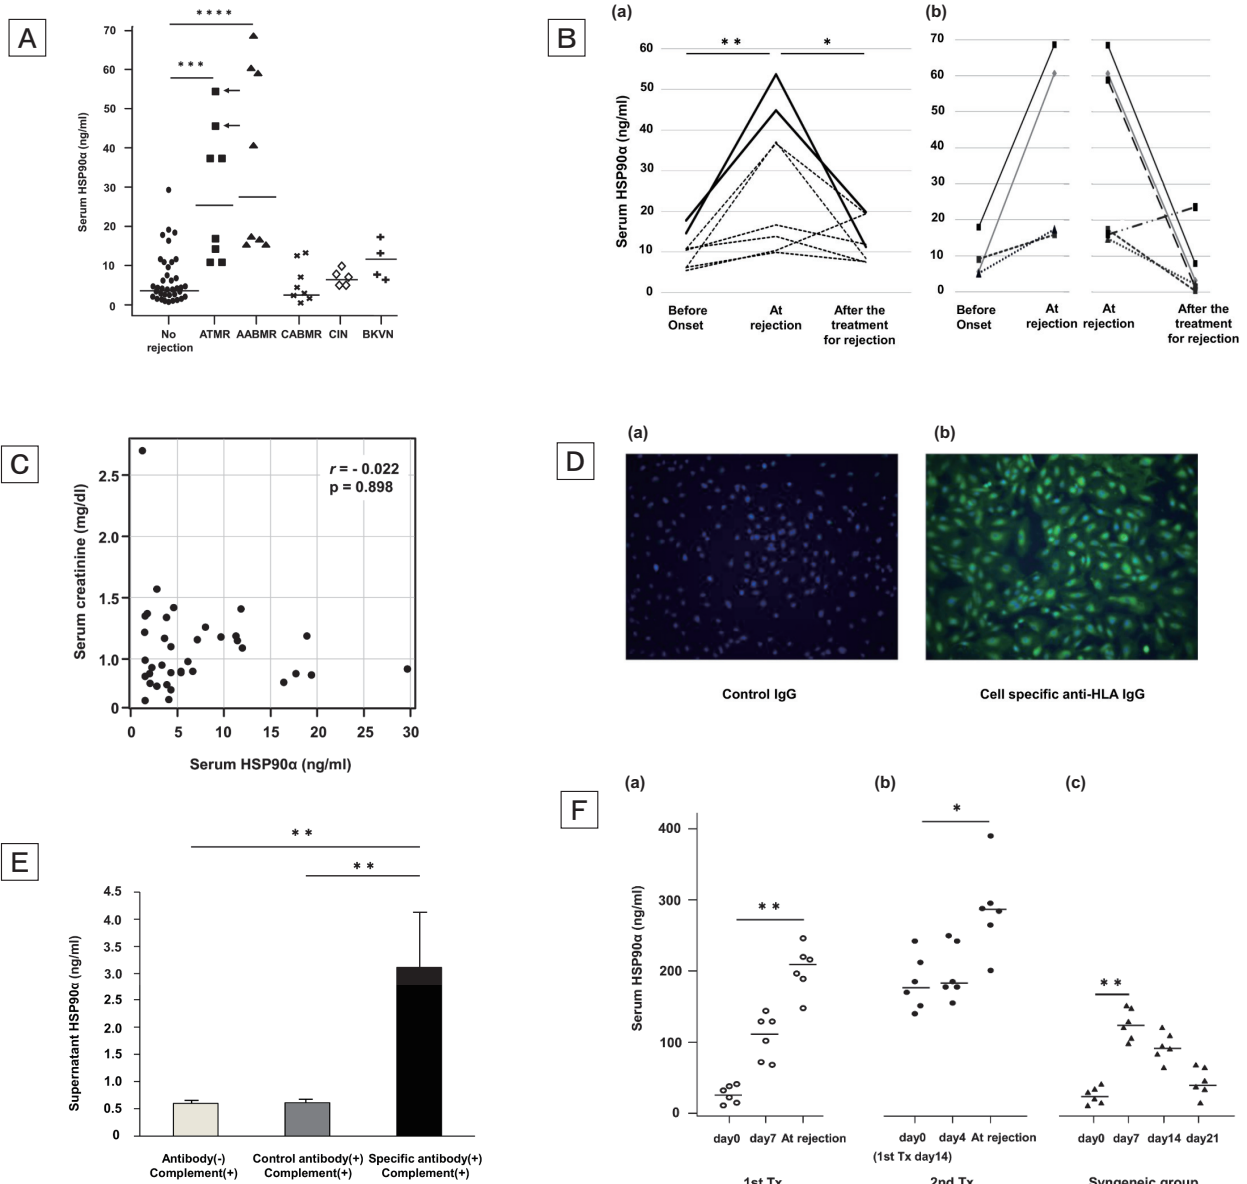 A
* * * *
* * *
70
60
50
40
30
20
10
0
Serum HSP90α (ng/ml)
No
rejection
ATMR
AABMR
CABMR
CIN
BKVN
B
(a)
* *
*
60
50
40
30
20
10
0
Serum HSP90α (ng/ml)
Before
Onset
At
rejection
After the
treatment
for rejection
(b)
70
60
50
40
30
20
10
0
Before
Onset
At
rejection
At
rejection
After the
treatment
for rejection
C
r = - 0.022
p = 0.898
2.5
2.0
1.5
1.0
0
Serum creatinine (mg/dl)
0 5 10 15 20 25 30
Serum HSP90α (ng/ml)
D
(a)
(b)
Control IgG
Cell specific anti-HLA IgG
E
* *
* *
4.5
4.0
3.5
3.0
2.5
2.0
1.5
1.0
0.5
0
Supernatant HSP90α (ng/ml)
Antibody(-)
Complement(+)
Control antibody(+)
Complement(+)
Specific antibody(+)
Complement(+)
F
(a)
(b)
(c)
* *
*
* *
400
300
200
100
0
Serum HSP90α (ng/ml)
day0 day7 At rejection
day0 day4 At rejection
(1st Tx day14)
day0 day7 day14 day21
1st Tx
2nd Tx
Syngeneic group